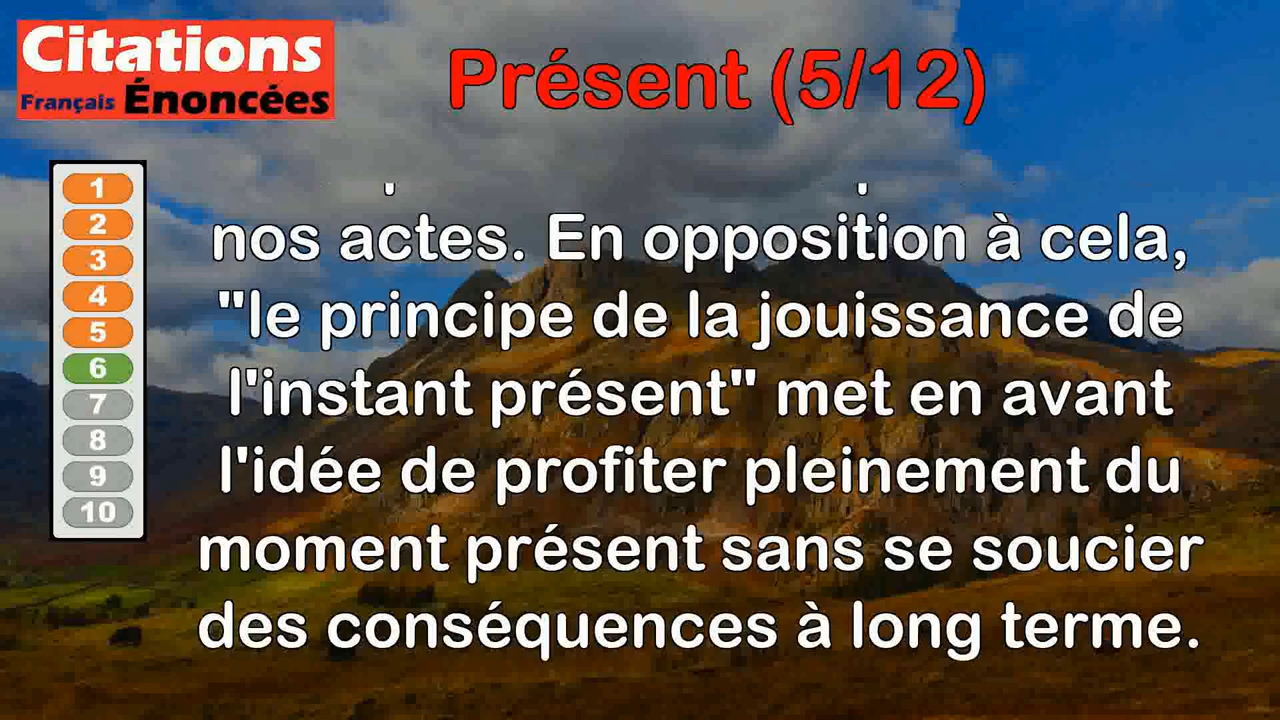 Citations
Français Énoncées
Présent (5/12)
1
2
3
4
5
6
7
8
9
10
nos actes. En opposition à cela,
"le principe de la jouissance de
l'instant présent" met en avant
l'idée de profiter pleinement du
moment présent sans se soucier
des conséquences à long terme.